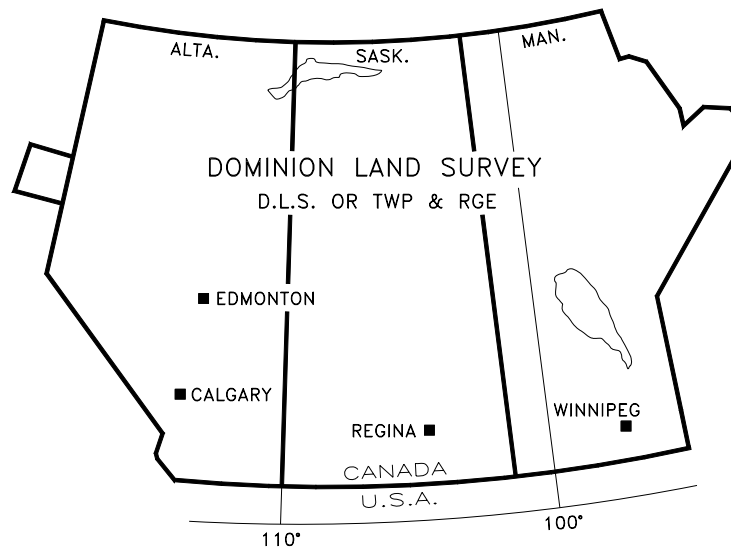 ALTA.
SASK.
MAN.
DOMINION LAND SURVEY
D.L.S. OR TWP & RGE
EDMONTON
CALGARY
REGINA
WINNIPEG
CANADA
U.S.A.
110°
100°